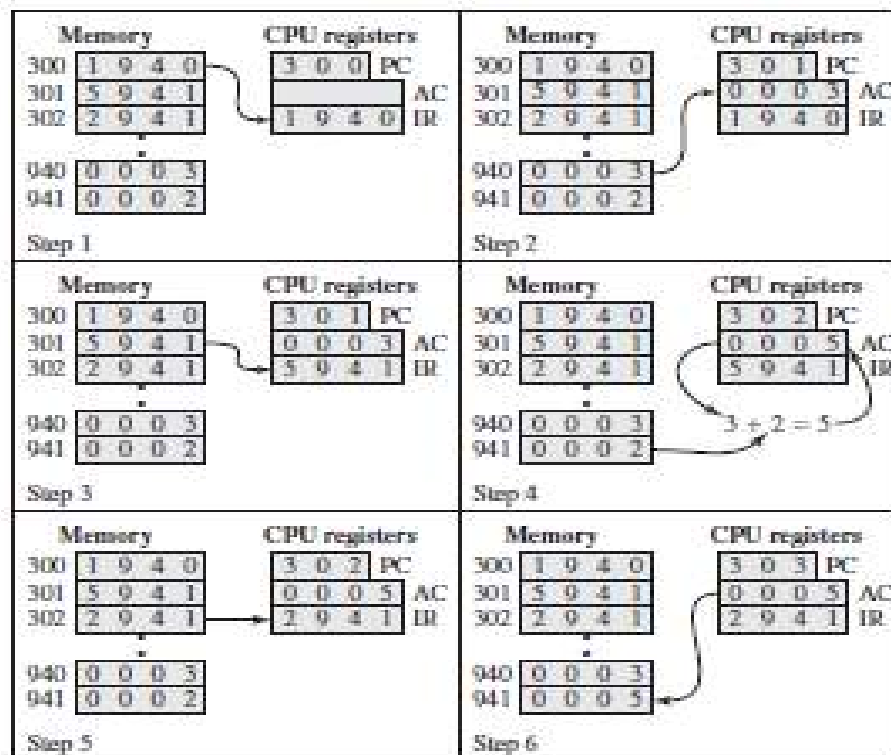 Memory CPU registers
300 1 9 4 0 3 0 0 PC
301 5 9 4 1 AC
302 2 9 4 1 1 9 4 0 IR
940 0 0 0 3
941 0 0 0 2
Step 1
Memory CPU registers
300 1 9 4 0 3 0 1 PC
301 5 9 4 1 0 0 0 3 AC
302 2 9 4 1 1 9 4 0 IR
940 0 0 0 3
941 0 0 0 2
Step 2
Memory CPU registers
300 1 9 4 0 3 0 1 PC
301 5 9 4 1 0 0 0 3 AC
302 2 9 4 1 5 9 4 1 IR
940 0 0 0 3
941 0 0 0 2
Step 3
Memory CPU registers
300 1 9 4 0 3 0 2 PC
301 5 9 4 1 0 0 0 5 AC
302 2 9 4 1 5 9 4 1 IR
940 0 0 0 3 3 + 2 = 5
941 0 0 0 2
Step 4
Memory CPU registers
300 1 9 4 0 3 0 2 PC
301 5 9 4 1 0 0 0 5 AC
302 2 9 4 1 2 9 4 1 IR
940 0 0 0 3
941 0 0 0 2
Step 5
Memory CPU registers
300 1 9 4 0 3 0 3 PC
301 5 9 4 1 0 0 0 5 AC
302 2 9 4 1 2 9 4 1 IR
940 0 0 0 3
941 0 0 0 5
Step 6